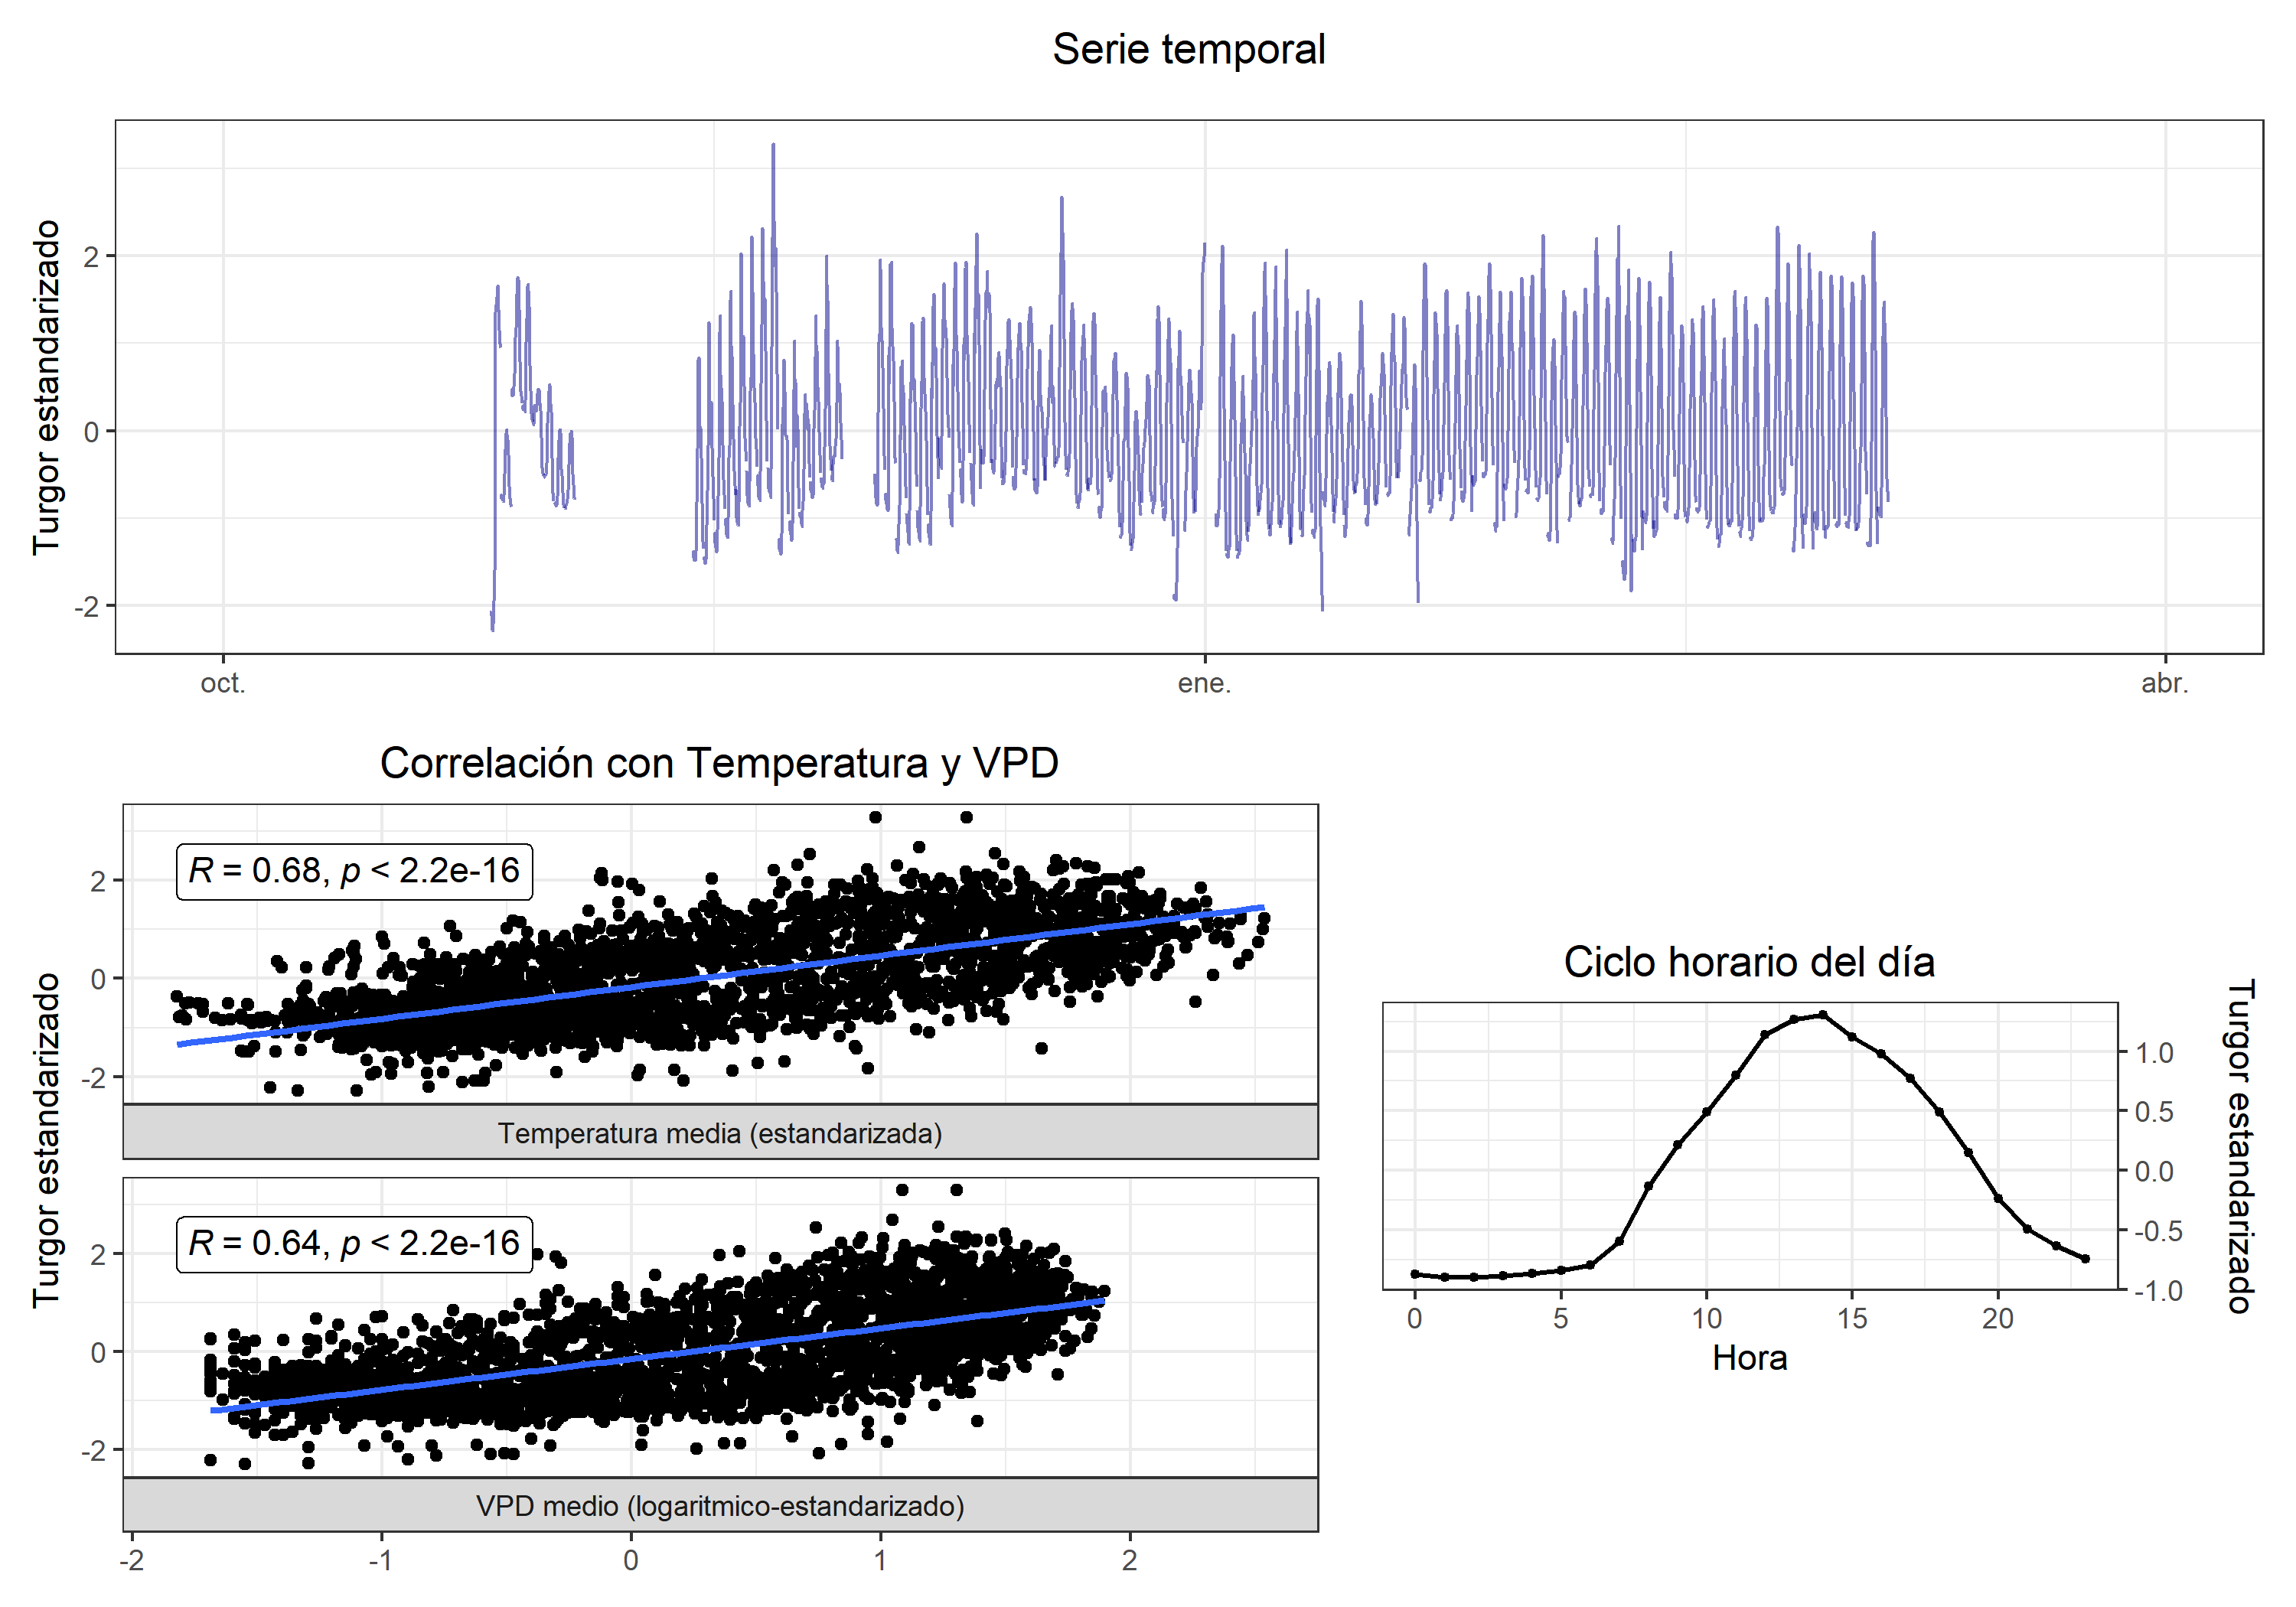 Serie temporal
Turgor estandarizado
2
0
-2
oct.
ene.
abr.
Correlación con Temperatura y VPD
Turgor estandarizado
R = 0.68, p < 2.2e-16
2
0
-2
Temperatura media (estandarizada)
R = 0.64, p < 2.2e-16
2
0
-2
VPD medio (logaritmico-estandarizado)
-2
-1
0
1
2
Ciclo horario del día
1.0
0.5
0.0
-0.5
-1.0
Turgor estandarizado
0
5
10
15
20
Hora